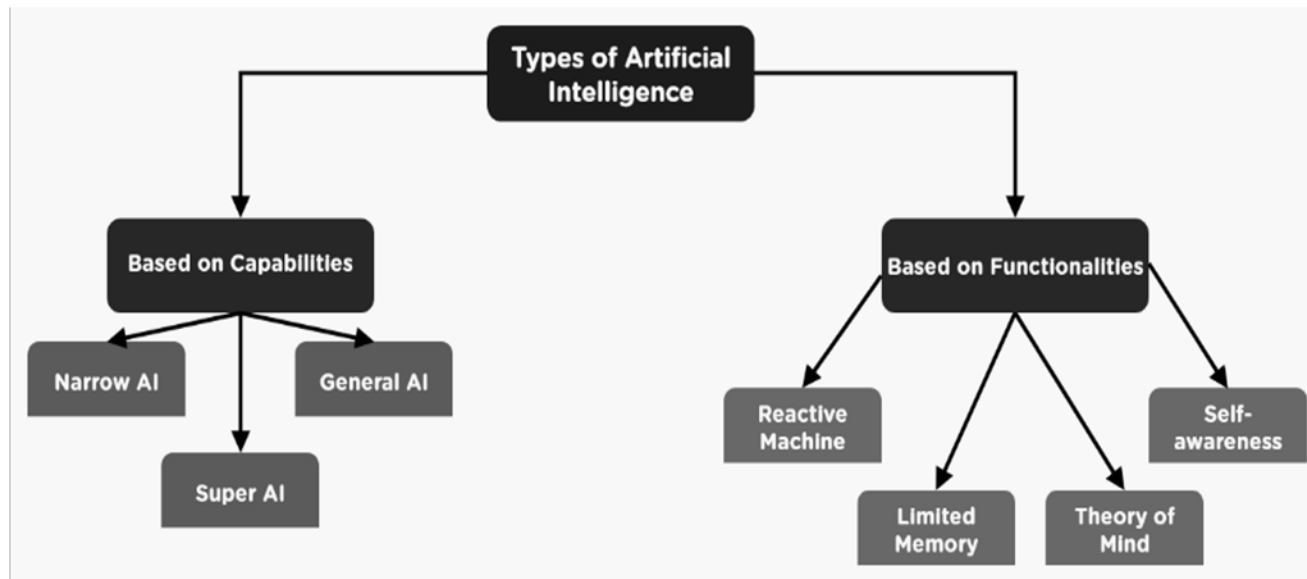 Types of Artificial
Intelligence
Based on Capabilities
Based on Functionalities
Narrow AI
General AI
Super AI
Reactive
Machine
Self-
awareness
Limited
Memory
Theory of
Mind